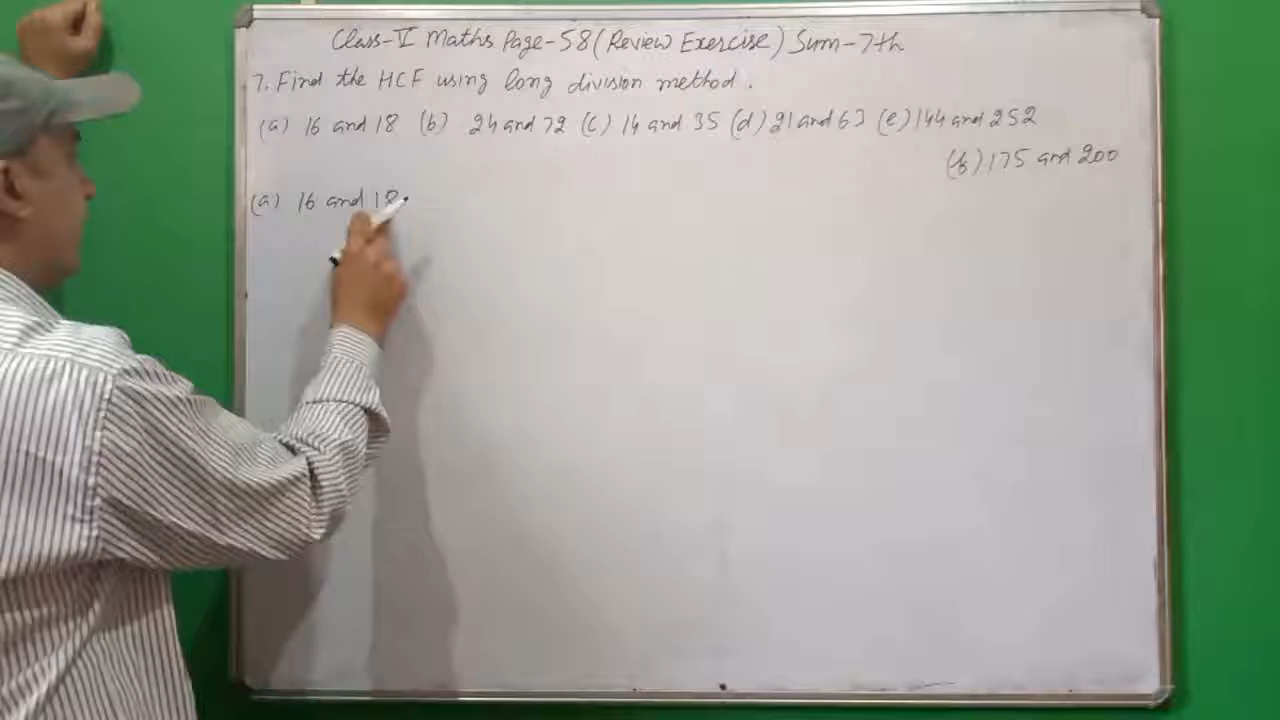 Class-V Maths Page-58 (Review Exercise) Sum-7th
7. Find the HCF using long division method.
(a) 16 and 18 (b) 24 and 72 (c) 14 and 35 (d) 21 and 63 (e) 144 and 252
(f) 175 and 200
(a) 16 and 18